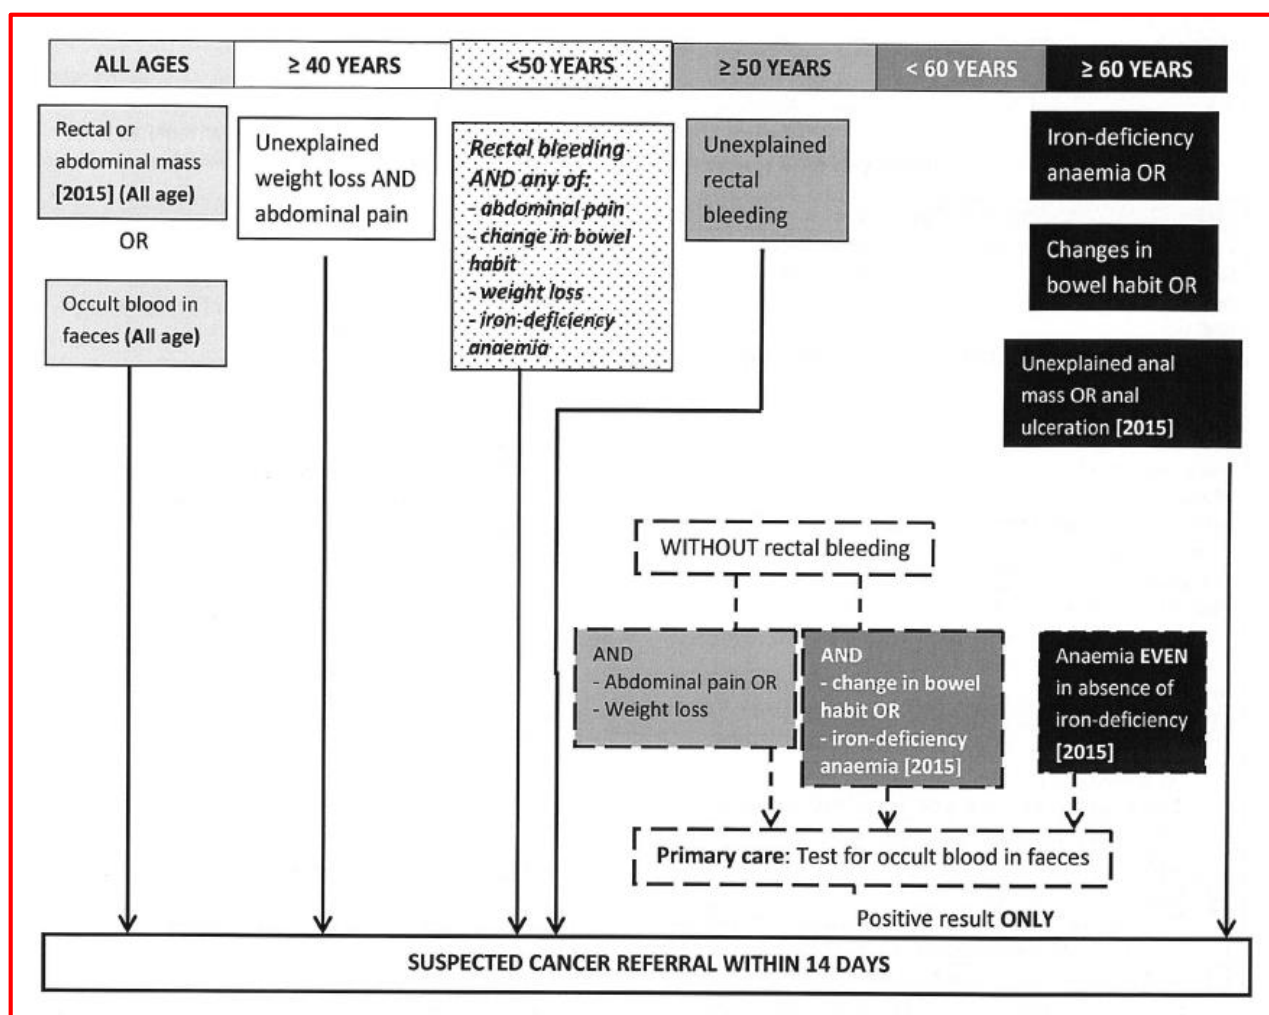 ALL AGES
≥ 40 YEARS
<50 YEARS
≥ 50 YEARS
< 60 YEARS
≥ 60 YEARS
Rectal or
abdominal mass
[2015] (All age)
OR
Occult blood in
faeces (All age)
Unexplained
weight loss AND
abdominal pain
Rectal bleeding
AND any of:
- abdominal pain
- change in bowel
habit
- weight loss
- iron-deficiency
anaemia
Unexplained
rectal
bleeding
Iron-deficiency
anaemia OR
Changes in
bowel habit OR
Unexplained anal
mass OR anal
ulceration [2015]
WITHOUT rectal bleeding
AND
- Abdominal pain OR
- Weight loss
AND
- change in bowel
habit OR
- iron-deficiency
anaemia [2015]
Anaemia EVEN
in absence of
iron-deficiency
[2015]
Primary care: Test for occult blood in faeces
Positive result ONLY
SUSPECTED CANCER REFERRAL WITHIN 14 DAYS